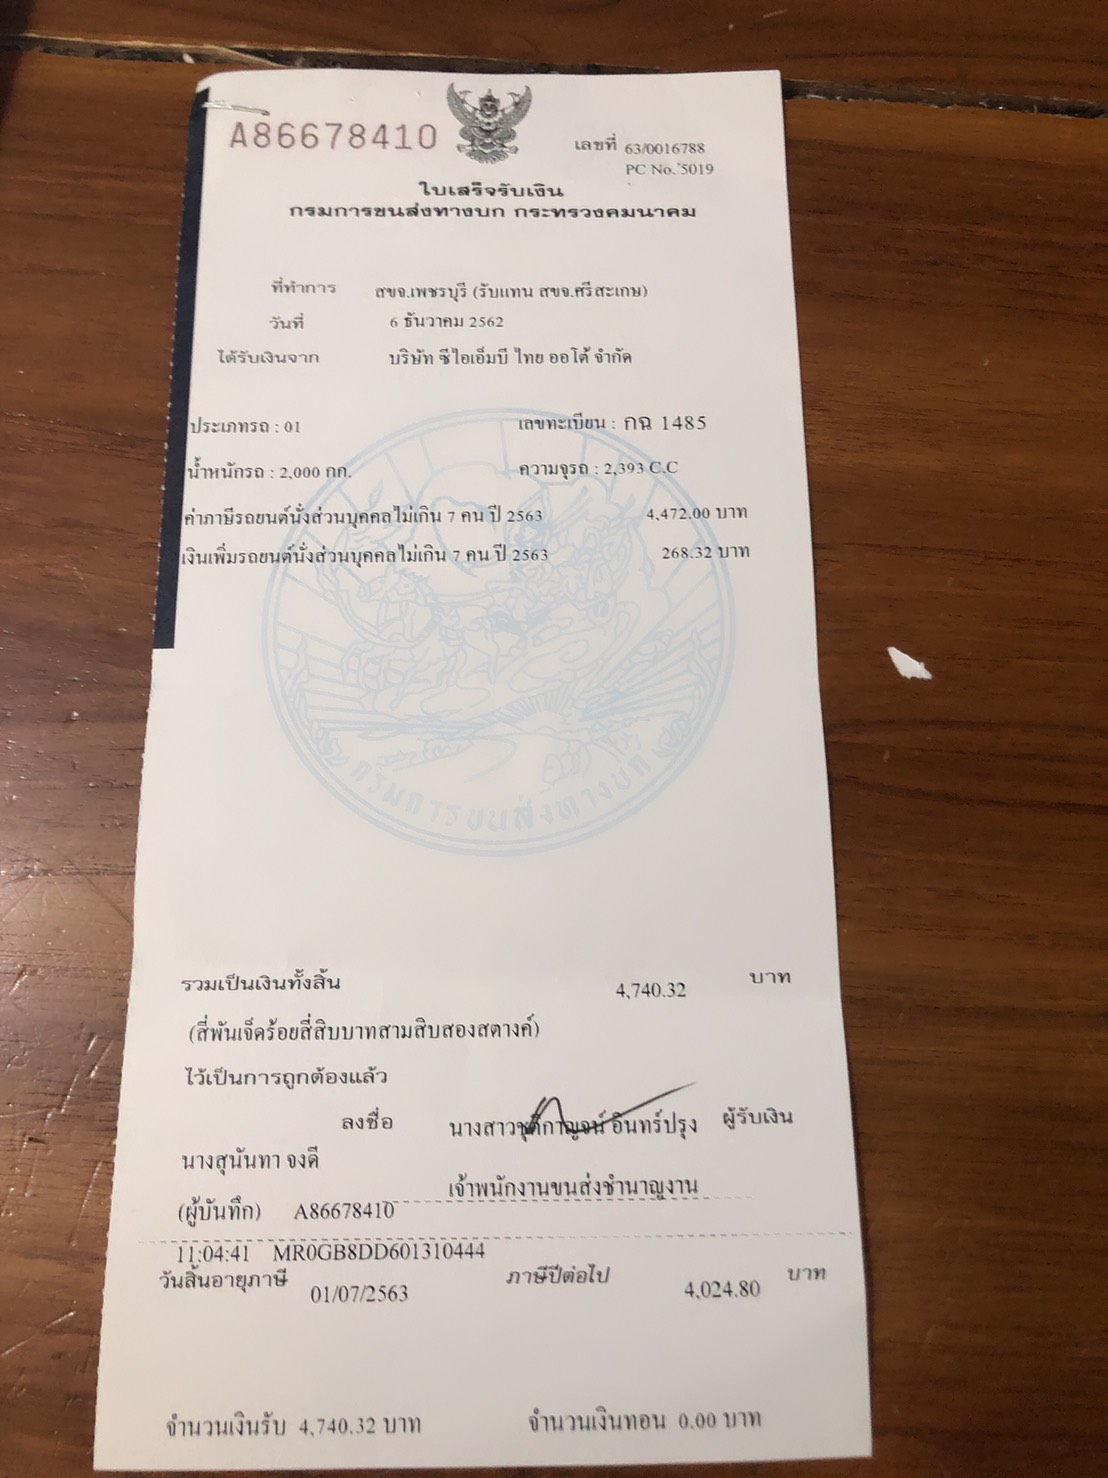 A86678410
เลขที่ 63/0016788
PC No. 5019
ใบเสร็จรับเงิน
กรมการขนส่งทางบก กระทรวงคมนาคม
ที่ทำการ สขจ.เพชรบุรี (รับแทน สขจ.ศรีสะเกษ)
วันที่ 6 ธันวาคม 2562
ได้รับเงินจาก บริษัท ซีไอเอ็มบี ไทย ออโต้ จำกัด
ประเภทรถ : 01 เลขทะเบียน : กฉ 1485
น้ำหนักรถ : 2,000 กก. ความจุรถ : 2,393 C.C
ค่าภาษีรถยนต์นั่งส่วนบุคคลไม่เกิน 7 คน ปี 2563 4,472.00 บาท
เงินเพิ่มรถยนต์นั่งส่วนบุคคลไม่เกิน 7 คน ปี 2563 268.32 บาท
กรมการขนส่งทางบก
รวมเป็นเงินทั้งสิ้น 4,740.32 บาท
(สี่พันเจ็ดร้อยสี่สิบบาทสามสิบสองสตางค์)
ไว้เป็นการถูกต้องแล้ว
ลงชื่อ นางสาวชุติกาญจน์ อินทร์ปรุง ผู้รับเงิน
นางสุนันทา จงดี
เจ้าพนักงานขนส่งชำนาญงาน
(ผู้บันทึก) A86678410
11:04:41 MR0GB8DD601310444
วันสิ้นอายุภาษี 01/07/2563 ภาษีปีต่อไป 4,024.80 บาท
จำนวนเงินรับ 4,740.32 บาท จำนวนเงินทอน 0.00 บาท